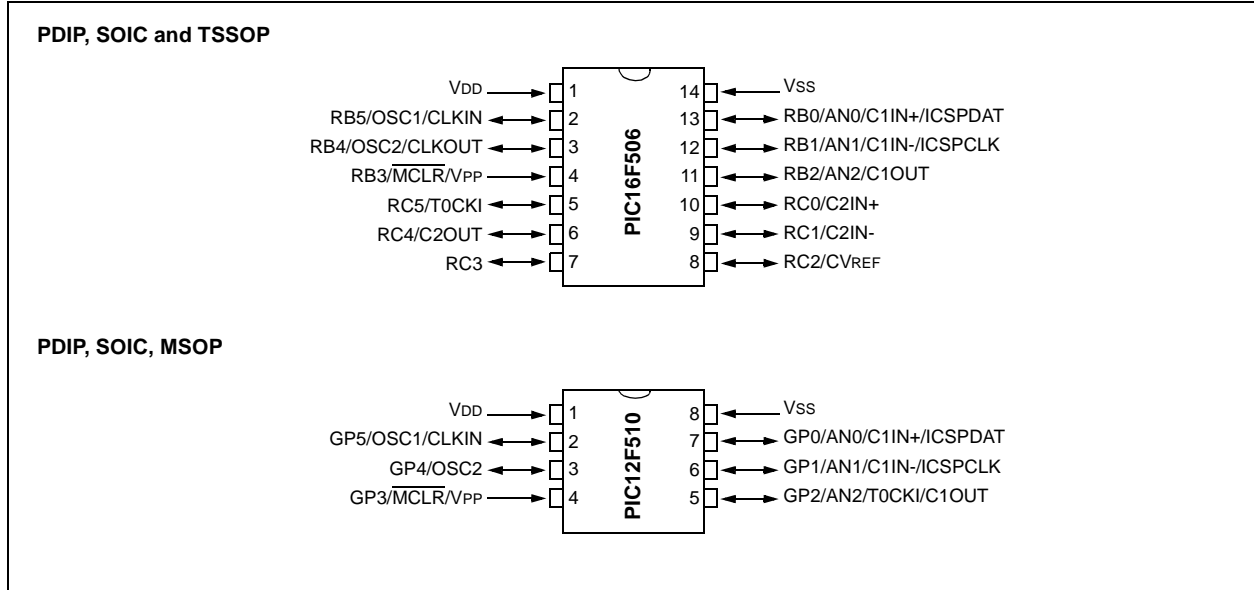 PDIP, SOIC and TSSOP
VDD 1 14 VSS
RB5/OSC1/CLKIN 2 13 RB0/AN0/C1IN+/ICSPDAT
RB4/OSC2/CLKOUT 3 12 RB1/AN1/C1IN-/ICSPCLK
RB3/MCLR/VPP 4 11 RB2/AN2/C1OUT
RC5/T0CKI 5 10 RC0/C2IN+
RC4/C2OUT 6 9 RC1/C2IN-
RC3 7 8 RC2/CVREF
PIC16F506
PDIP, SOIC, MSOP
VDD 1 8 VSS
GP5/OSC1/CLKIN 2 7 GP0/AN0/C1IN+/ICSPDAT
GP4/OSC2 3 6 GP1/AN1/C1IN-/ICSPCLK
GP3/MCLR/VPP 4 5 GP2/AN2/T0CKI/C1OUT
PIC12F510